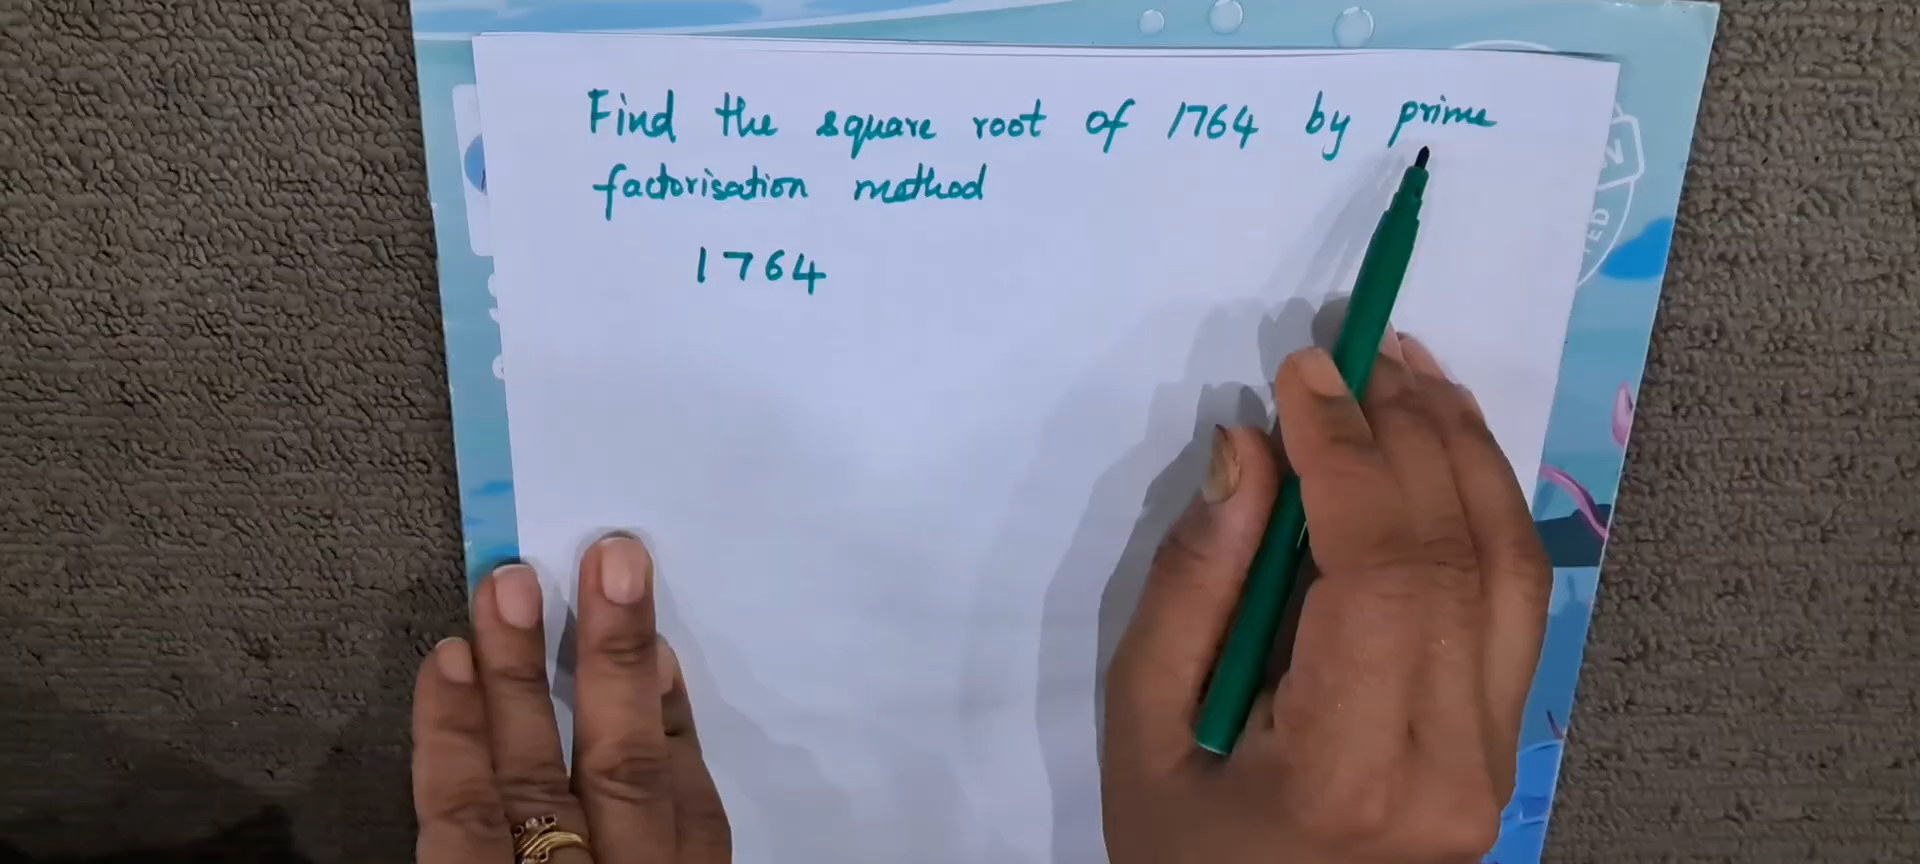 Find the square root of 1764 by prime
factorisation method
1764